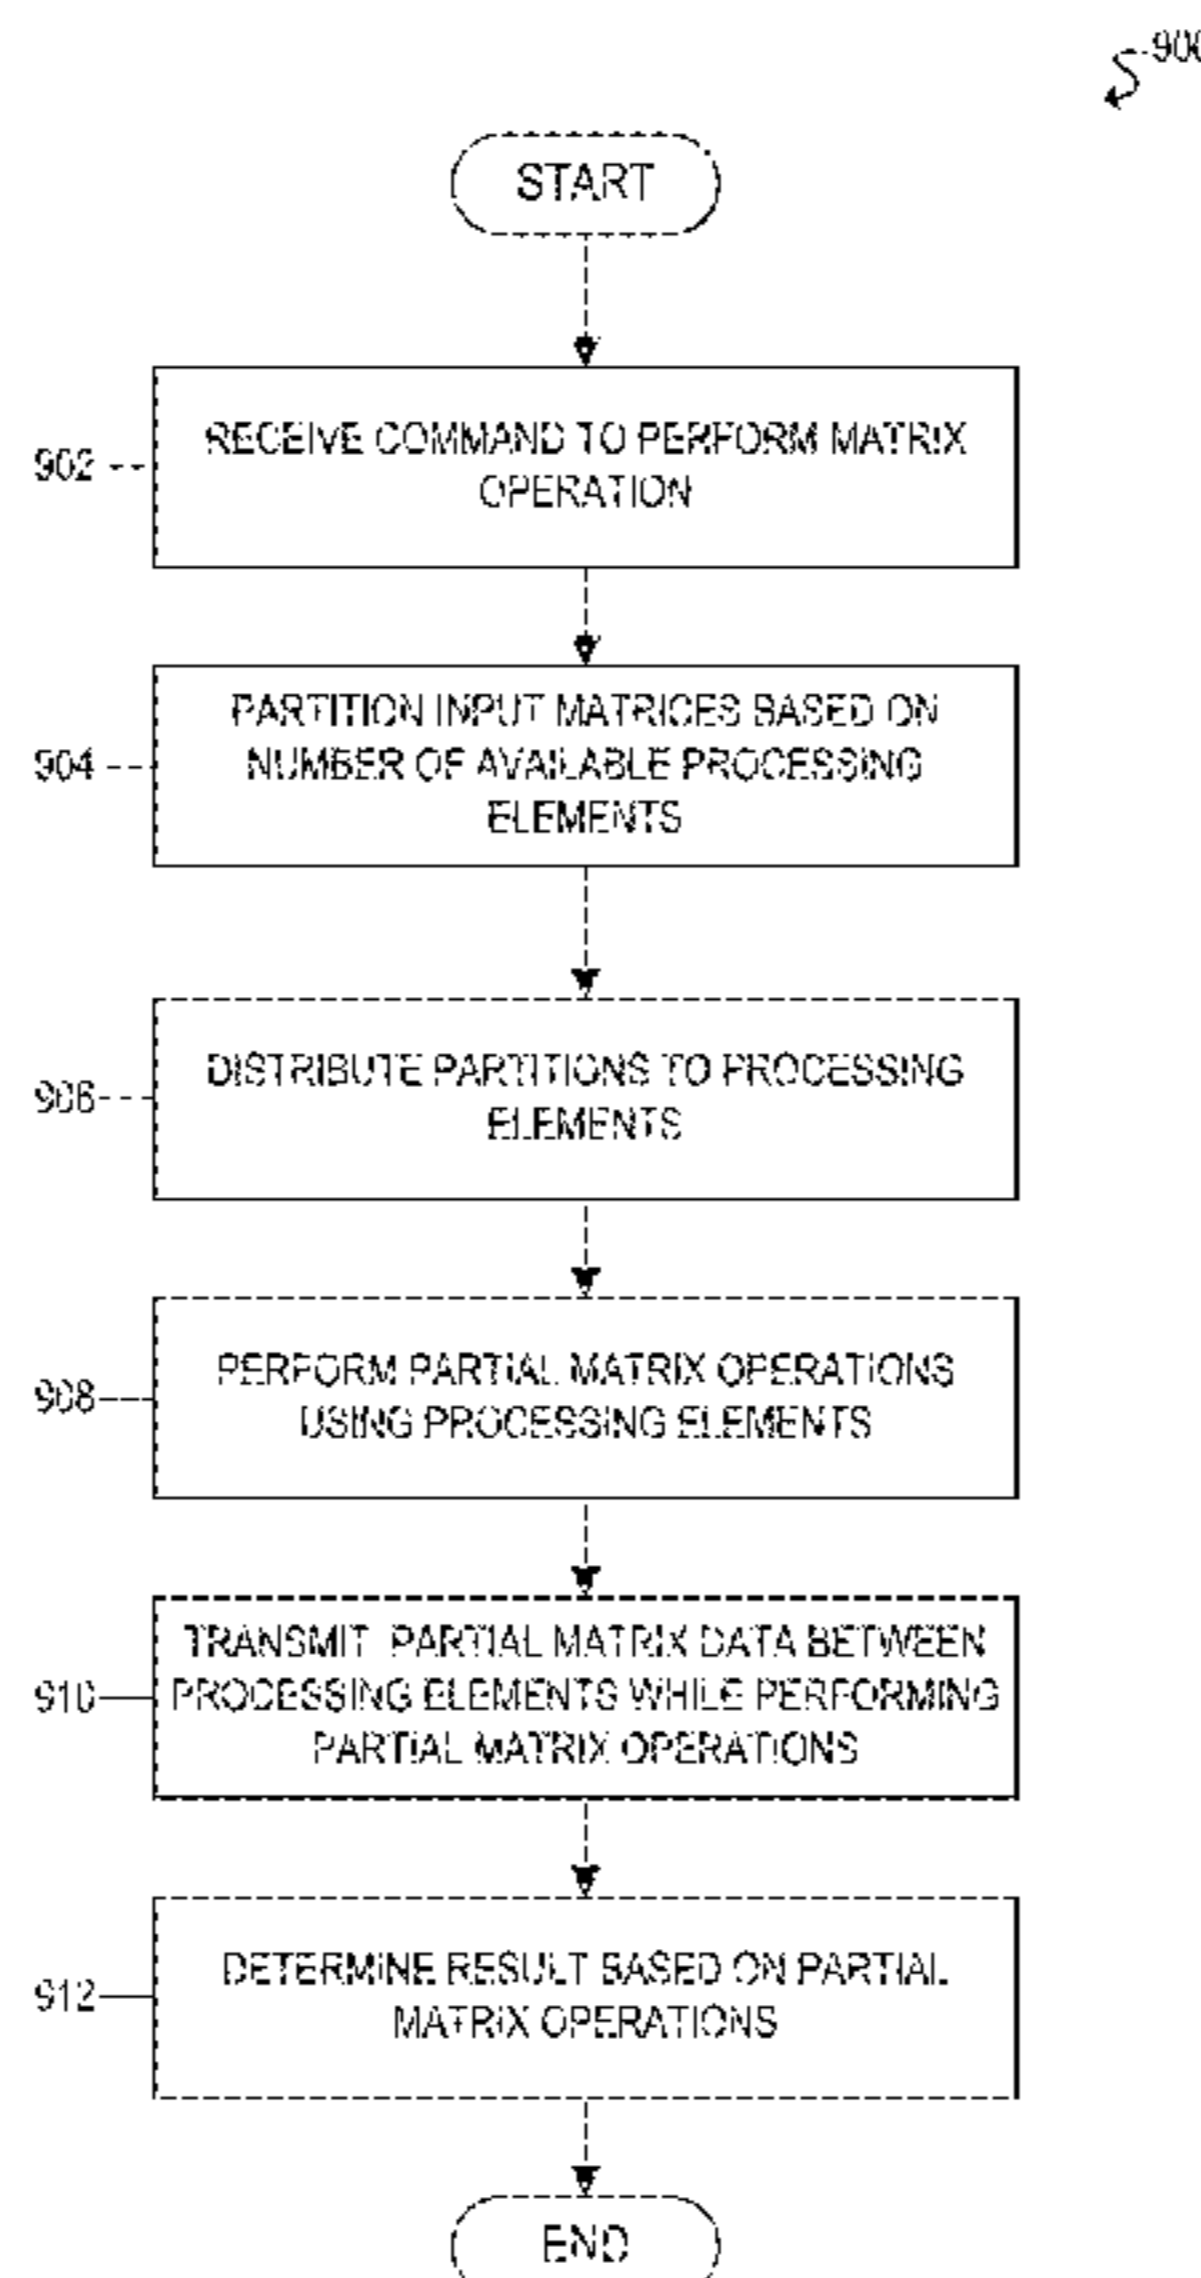 900
START
902
RECEIVE COMMAND TO PERFORM MATRIX
OPERATION
904
PARTITION INPUT MATRICES BASED ON
NUMBER OF AVAILABLE PROCESSING
ELEMENTS
906
DISTRIBUTE PARTITIONS TO PROCESSING
ELEMENTS
908
PERFORM PARTIAL MATRIX OPERATIONS
USING PROCESSING ELEMENTS
910
TRANSMIT PARTIAL MATRIX DATA BETWEEN
PROCESSING ELEMENTS WHILE PERFORMING
PARTIAL MATRIX OPERATIONS
912
DETERMINE RESULT BASED ON PARTIAL
MATRIX OPERATIONS
END